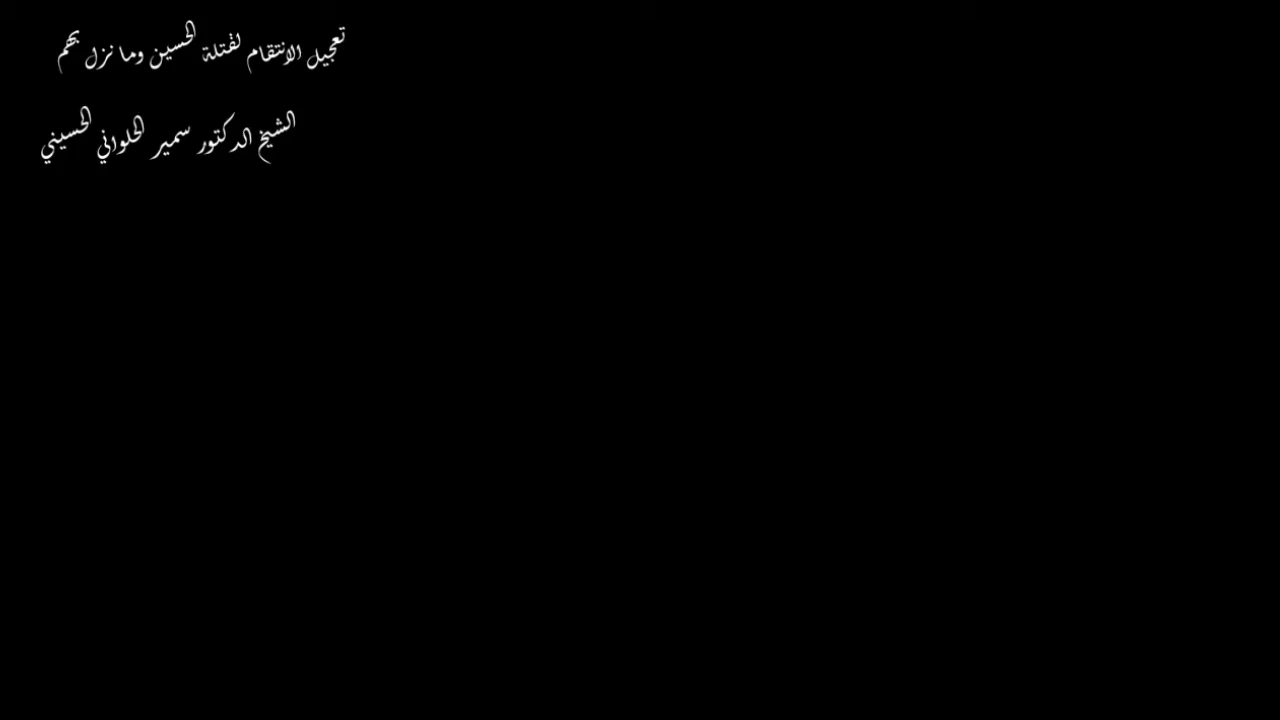 تعجيل الانتقام لقتلة الحسين وما نزل بهم
الشيخ الدكتور سمير الحلواني الحسيني